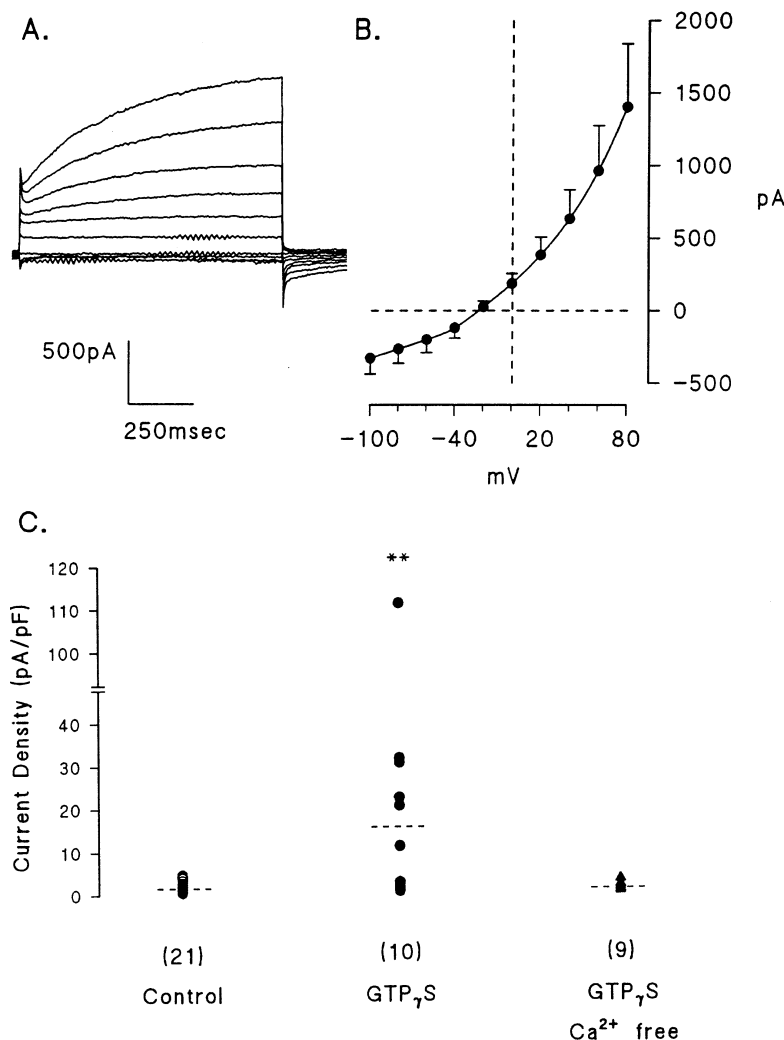 A.
500pA
250msec
B.
2000
1500
1000
pA
500
0
−500
−100 −40 20 80
mV
C.
Current Density (pA/pF)
120
110
100
40
30
20
10
0
**
(21) (10) (9)
Control GTPγS GTPγS
Ca²⁺ free